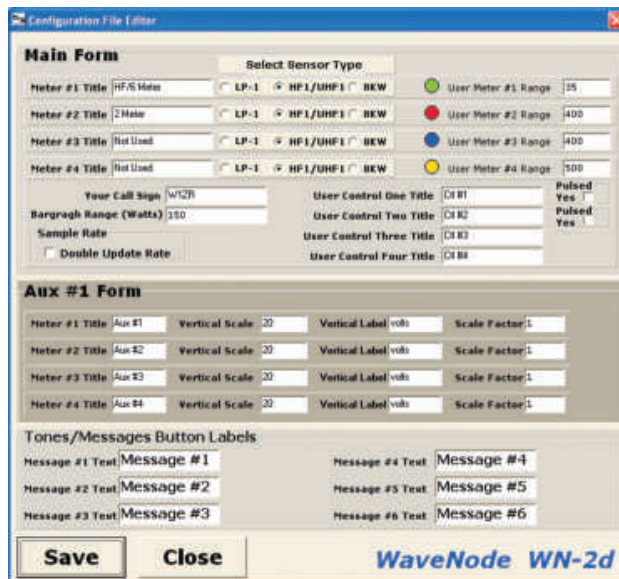 Configuration File Editor
Main Form
Select Sensor Type
Meter #1 Title HF/6 Meter LP-1 HF1/UHF1 BKW User Meter #1 Range 35
Meter #2 Title 2 Meter LP-1 HF1/UHF1 BKW User Meter #2 Range 400
Meter #3 Title Not Used LP-1 HF1/UHF1 BKW User Meter #3 Range 400
Meter #4 Title Not Used LP-1 HF1/UHF1 BKW User Meter #4 Range 500
Your Call Sign W1ZR User Control One Title Ctl #1 Pulsed Yes
Bargragh Range (Watts) 150 User Control Two Title Ctl #2 Pulsed Yes
Sample Rate User Control Three Title Ctl #3
Double Update Rate User Control Four Title Ctl #4
Aux #1 Form
Meter #1 Title Aux #1 Vertical Scale 20 Vertical Label volts Scale Factor 1
Meter #2 Title Aux #2 Vertical Scale 20 Vertical Label volts Scale Factor 1
Meter #3 Title Aux #3 Vertical Scale 20 Vertical Label volts Scale Factor 1
Meter #4 Title Aux #4 Vertical Scale 20 Vertical Label volts Scale Factor 1
Tones/Messages Button Labels
Message #1 Text Message #1 Message #4 Text Message #4
Message #2 Text Message #2 Message #5 Text Message #5
Message #3 Text Message #3 Message #6 Text Message #6
Save Close WaveNode WN-2d